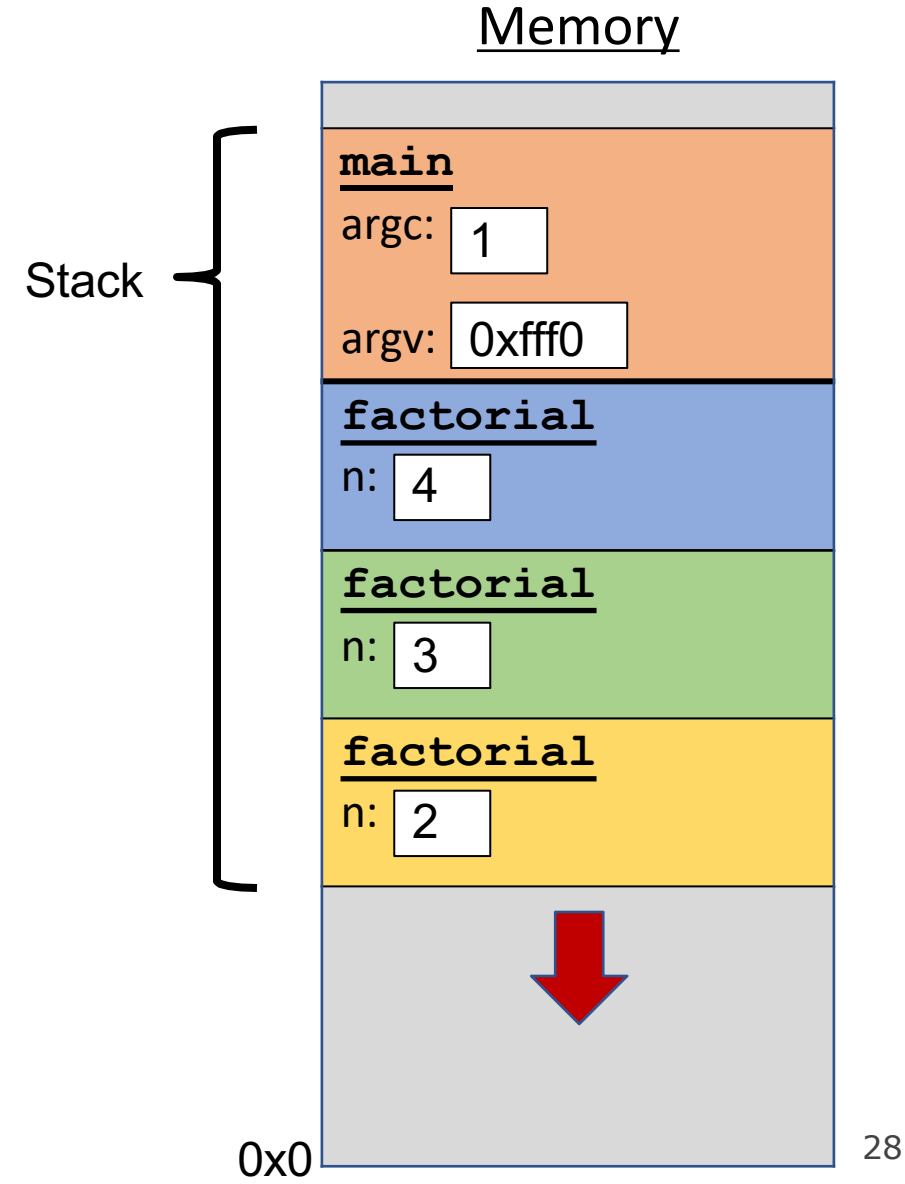 Memory
main
argc: 1
Stack
argv: 0xfff0
factorial
n: 4
factorial
n: 3
factorial
n: 2
0x0
28